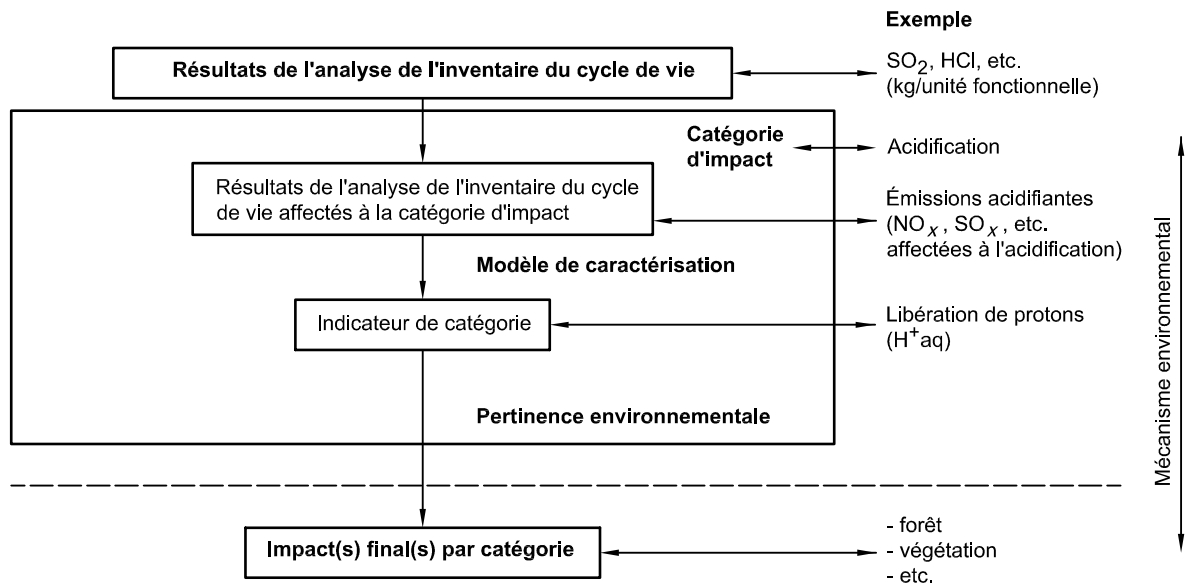 Exemple
Résultats de l'analyse de l'inventaire du cycle de vie
SO2, HCl, etc.
(kg/unité fonctionnelle)
Catégorie
d'impact
Acidification
Résultats de l'analyse de l'inventaire du cycle
de vie affectés à la catégorie d'impact
Émissions acidifiantes
(NOx, SOx, etc.
affectées à l'acidification)
Modèle de caractérisation
Indicateur de catégorie
Libération de protons
(H+aq)
Pertinence environnementale
Mécanisme environnemental
Impact(s) final(s) par catégorie
- forêt
- végétation
- etc.